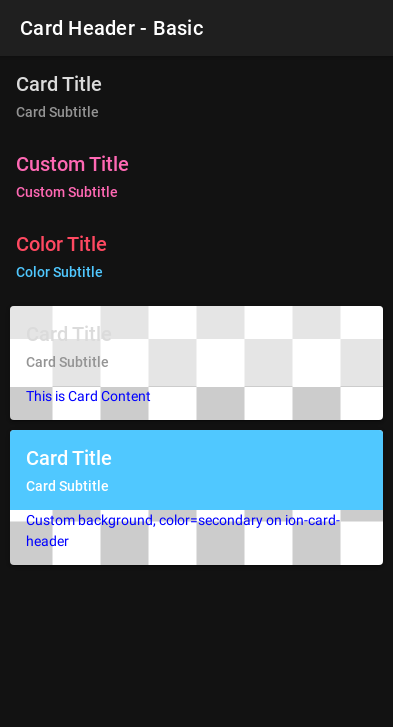 Card Header - Basic
Card Title
Card Subtitle
Custom Title
Custom Subtitle
Color Title
Color Subtitle
Card Title
Card Subtitle
This is Card Content
Card Title
Card Subtitle
Custom background, color=secondary on ion-card-
header